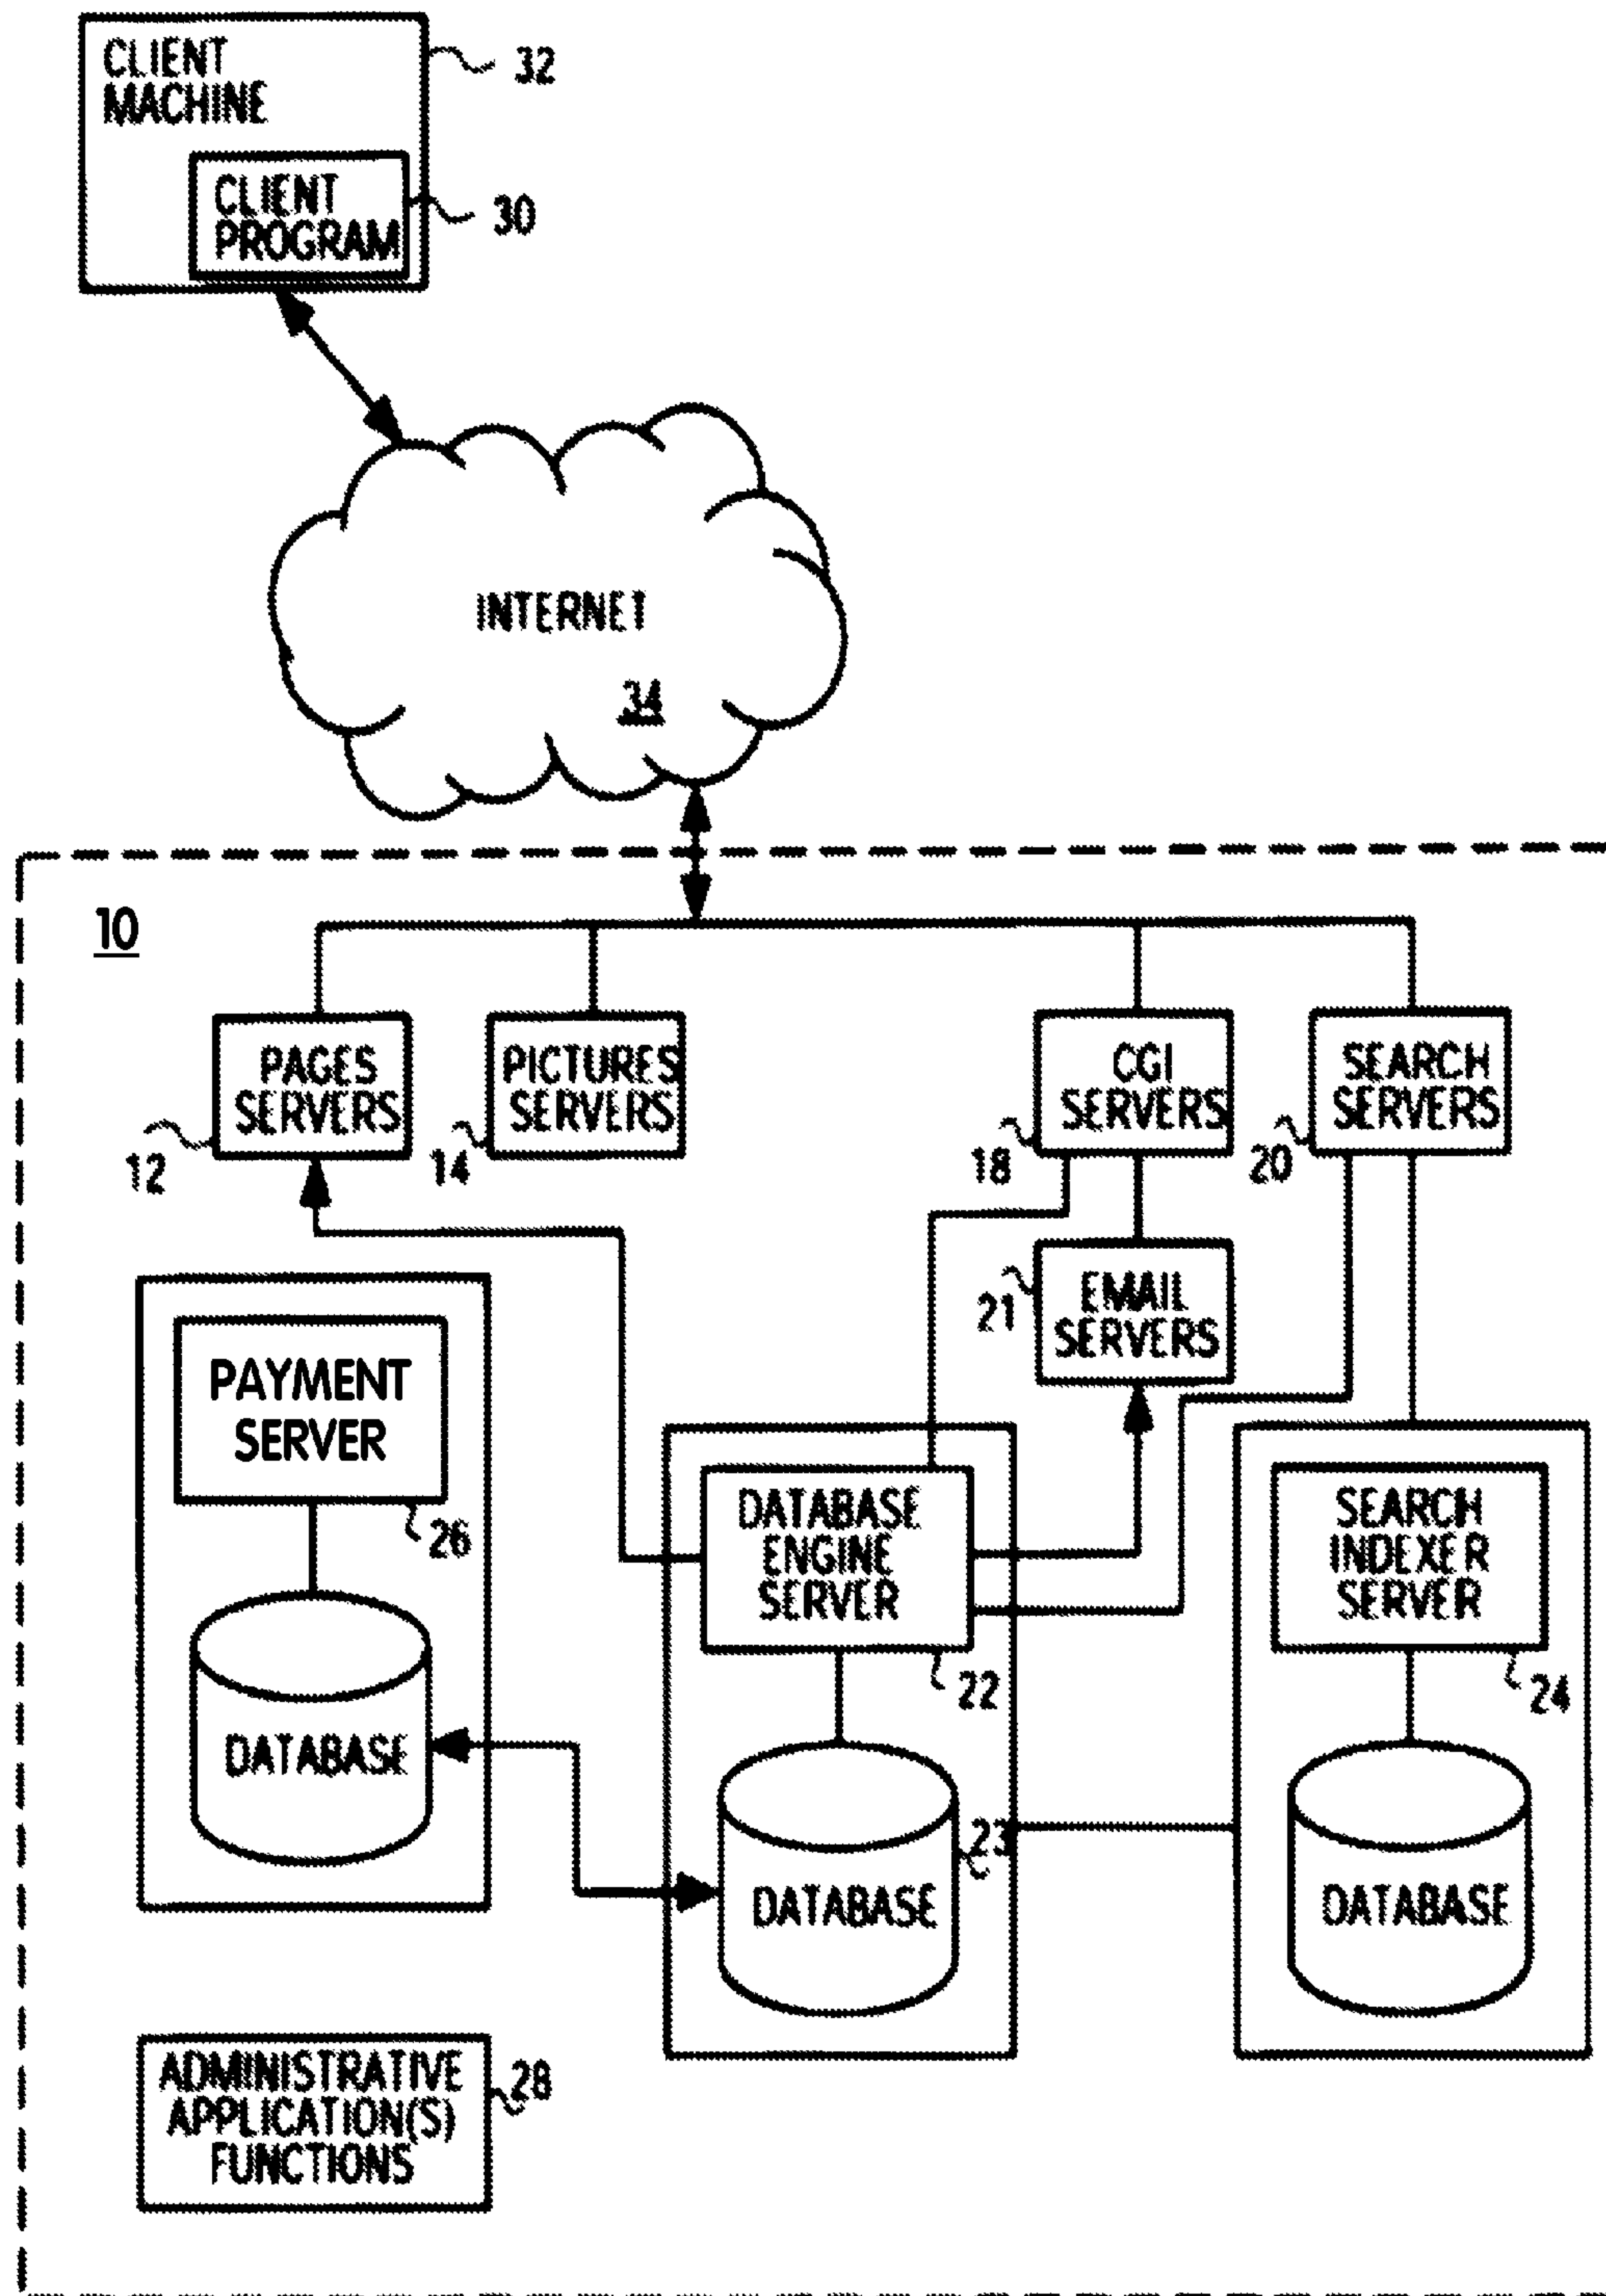 CLIENT
MACHINE
32
CLIENT
PROGRAM
30
INTERNET
34
10
PAGES
SERVERS
12
PICTURES
SERVERS
14
CGI
SERVERS
18
SEARCH
SERVERS
20
EMAIL
SERVERS
21
PAYMENT
SERVER
26
DATABASE
DATABASE
ENGINE
SERVER
22
DATABASE
23
SEARCH
INDEXER
SERVER
24
DATABASE
ADMINISTRATIVE
APPLICATION(S)
FUNCTIONS
28